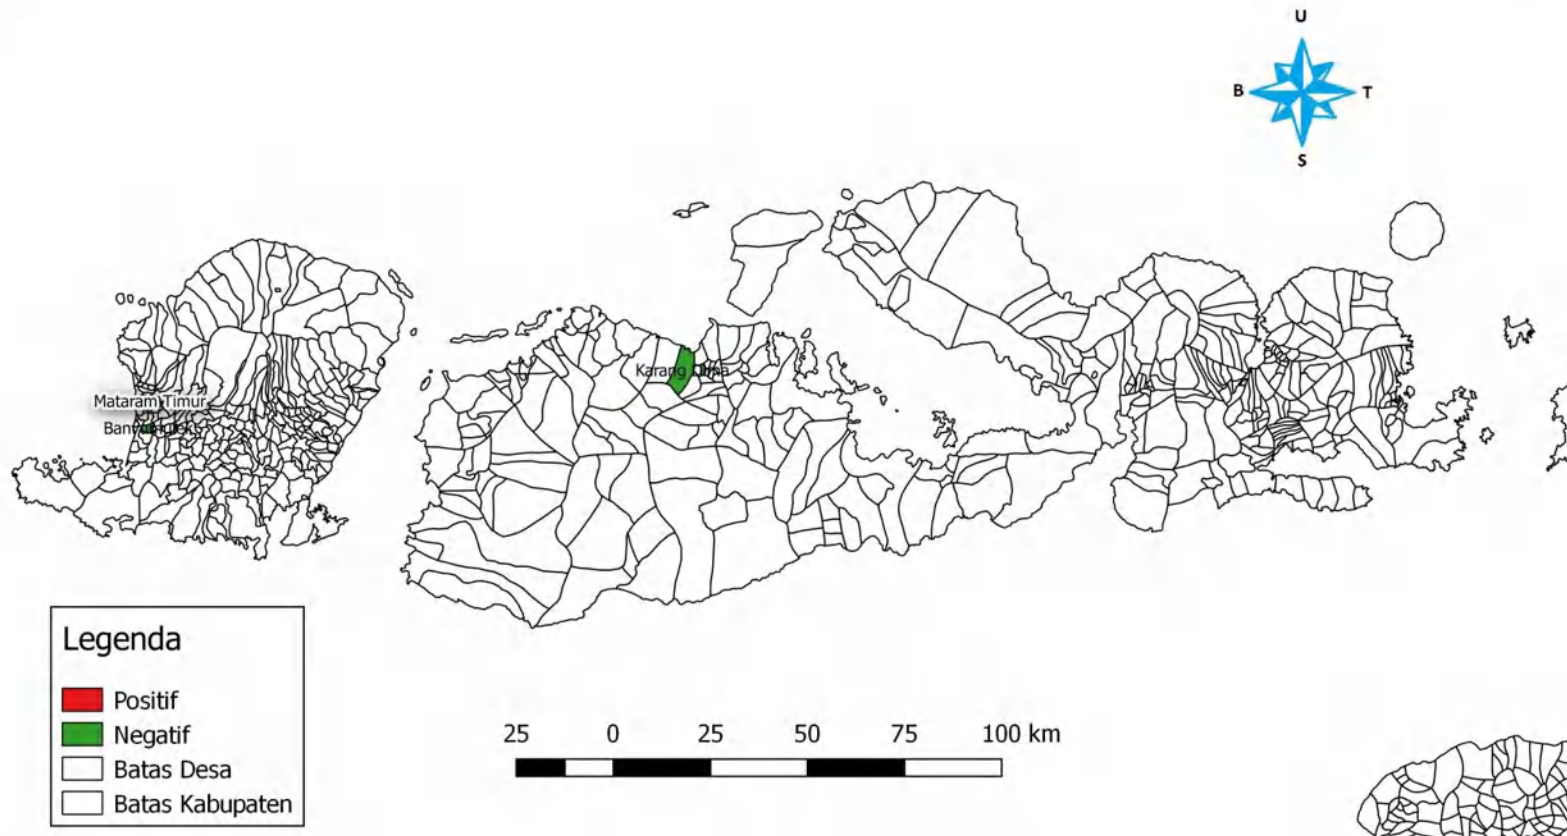 U
B T
S
Karang Dima
Mataram Timur
Legenda
Positif
Negatif
Batas Desa
Batas Kabupaten
25 0 25 50 75 100 km